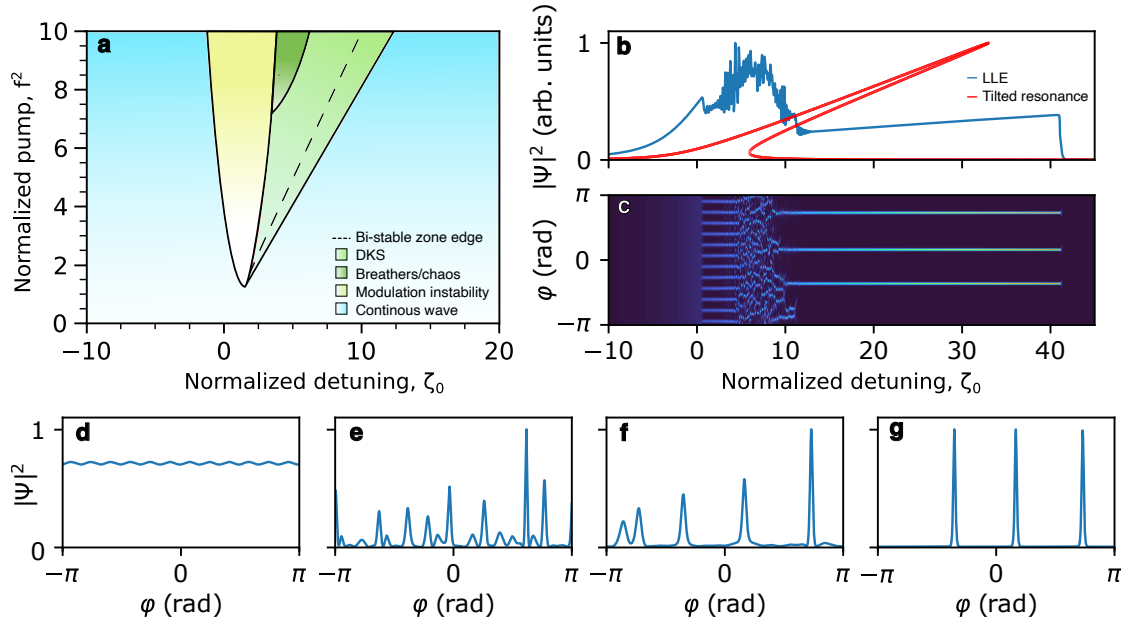 a
Normalized pump, f²
10
8
6
4
2
0
Bi-stable zone edge
DKS
Breathers/chaos
Modulation instability
Continous wave
−10
0
10
20
Normalized detuning, ζ₀
b
|Ψ|² (arb. units)
1
0
LLE
Tilted resonance
c
φ (rad)
π
0
−π
−10
0
10
20
30
40
Normalized detuning, ζ₀
d
|Ψ|²
1
0
−π
0
π
φ (rad)
e
−π
0
π
φ (rad)
f
−π
0
π
φ (rad)
g
−π
0
π
φ (rad)